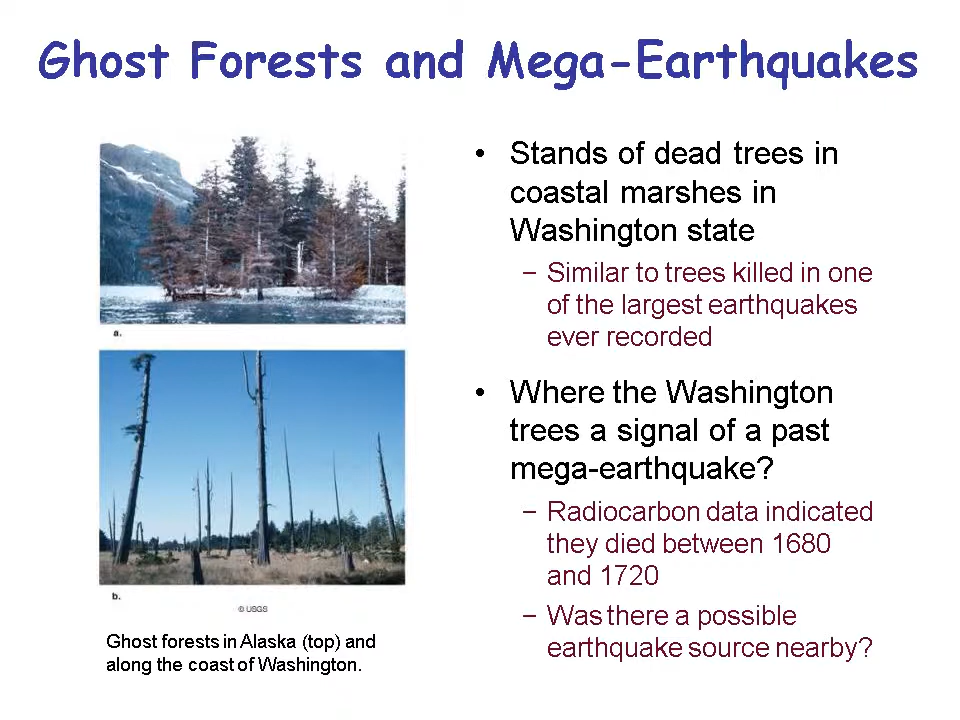 Ghost Forests and Mega-Earthquakes
• Stands of dead trees in
coastal marshes in
Washington state
– Similar to trees killed in one
of the largest earthquakes
ever recorded
• Where the Washington
trees a signal of a past
mega-earthquake?
– Radiocarbon data indicated
they died between 1680
and 1720
– Was there a possible
earthquake source nearby?
a.
b.
© USGS
Ghost forests in Alaska (top) and
along the coast of Washington.